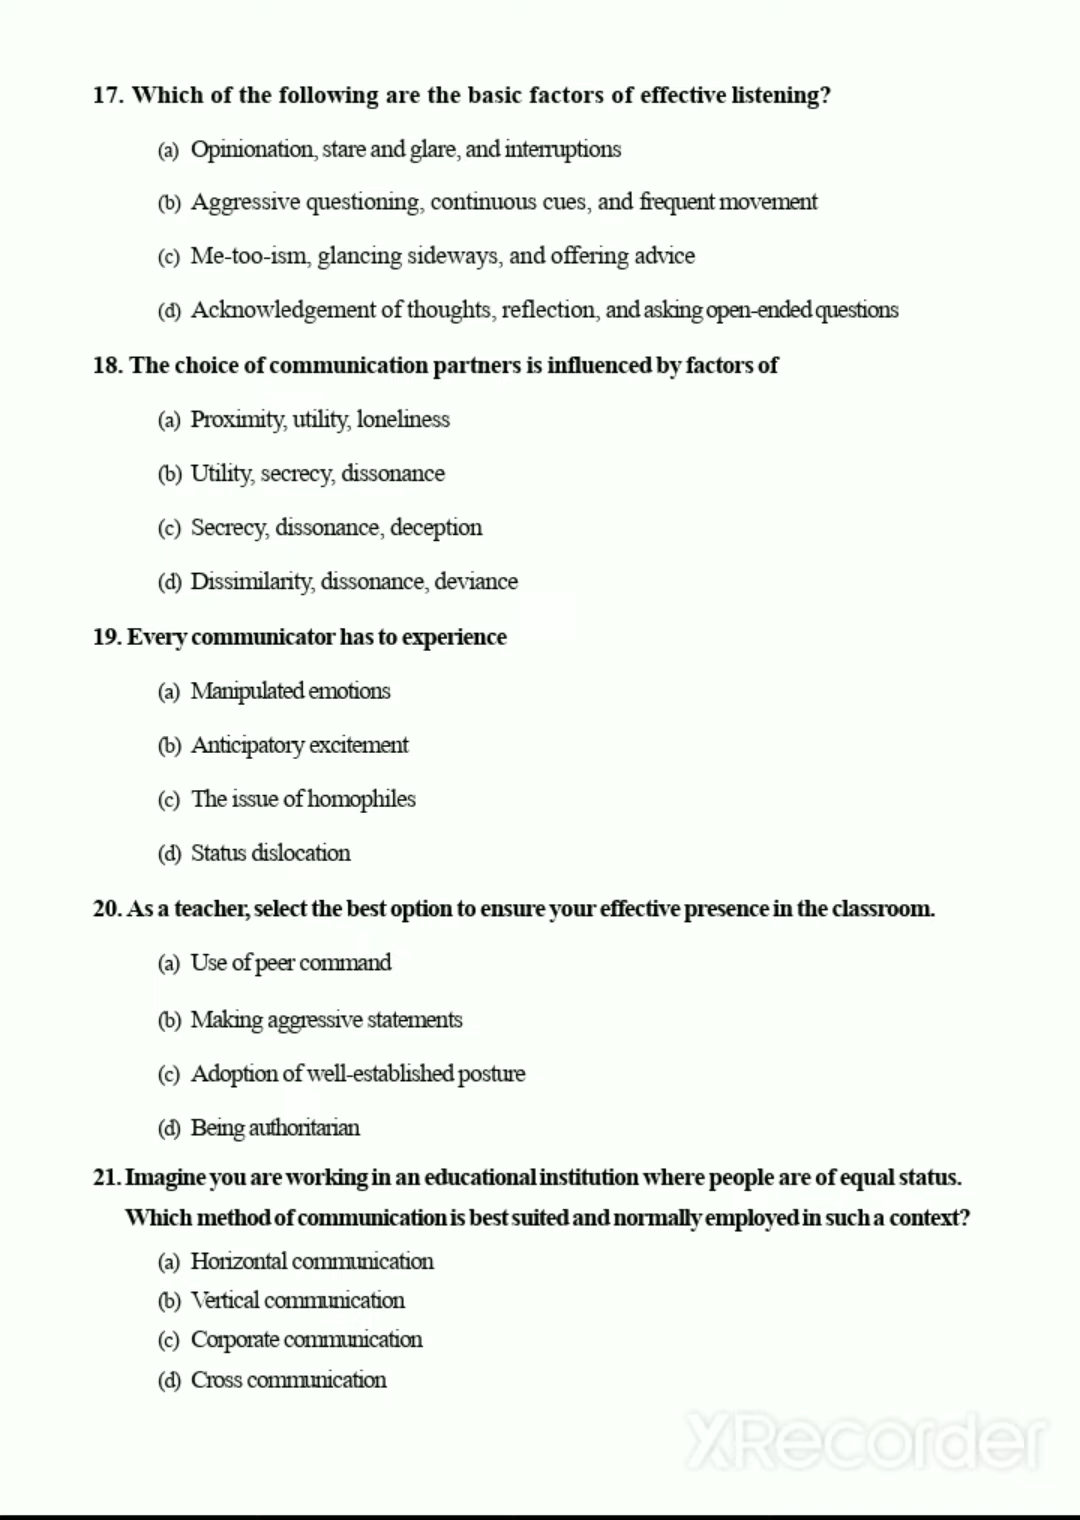 17. Which of the following are the basic factors of effective listening?
(a) Opinionation, stare and glare, and interruptions
(b) Aggressive questioning, continuous cues, and frequent movement
(c) Me-too-ism, glancing sideways, and offering advice
(d) Acknowledgement of thoughts, reflection, and asking open-ended questions
18. The choice of communication partners is influenced by factors of
(a) Proximity, utility, loneliness
(b) Utility, secrecy, dissonance
(c) Secrecy, dissonance, deception
(d) Dissimilarity, dissonance, deviance
19. Every communicator has to experience
(a) Manipulated emotions
(b) Anticipatory excitement
(c) The issue of homophiles
(d) Status dislocation
20. As a teacher, select the best option to ensure your effective presence in the classroom.
(a) Use of peer command
(b) Making aggressive statements
(c) Adoption of well-established posture
(d) Being authoritarian
21. Imagine you are working in an educational institution where people are of equal status.
Which method of communication is best suited and normally employed in such a context?
(a) Horizontal communication
(b) Vertical communication
(c) Corporate communication
(d) Cross communication
XRecorder